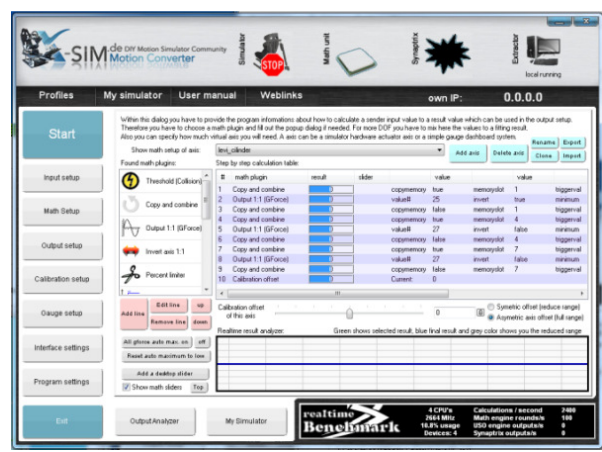 X-SIM.de DIY Motion Simulator Community
Motion Converter
Simulator
STOP
Math unit
Synaptrix
Extractor
local running
Profiles
My simulator
User manual
Weblinks
own IP:
0.0.0.0
Start
Input setup
Math Setup
Output setup
Calibration setup
Gauge setup
Interface settings
Program settings
Exit
Within this dialog you have to provide the program informations about how to calculate a sender input value to a result value which can be used in the output setup.
Therefore you have to choose a math plugin and fill out the popup dialog if needed. For more DOF you have to mix here the values to a fitting result.
Also you can specify how much virtual axis you will need. A axis can be a simulator hardware actuator axis or a simple gauge dashboard system.
Show math setup of axis:
Add axis
Delete axis
Rename
Export
Clone
Import
Found math plugins:
Step by step calculation table:
Threshold (Collision)
Copy and combine
Output 1:1 (GForce)
Invert axis 1:1
Percent limiter
# math plugin result slider value value
1 Copy and combine 0 copymemory true memoryslot 1 triggerval
2 Output 1:1 (GForce) 0 value# 25 invert true minimum
3 Copy and combine 0 copymemory false memoryslot 1 triggerval
4 Copy and combine 0 copymemory true memoryslot 4 triggerval
5 Output 1:1 (GForce) 0 value# 27 invert false minimum
6 Copy and combine 0 copymemory false memoryslot 4 triggerval
7 Copy and combine 0 copymemory true memoryslot 7 triggerval
8 Output 1:1 (GForce) 0 value# 27 invert false minimum
9 Copy and combine 0 copymemory false memoryslot 7 triggerval
10 Calibration offset 0 Current: 0
Add line
Edit line
up
Remove line
down
Calibration offset
of this axis
0
Symetric offset (reduce range)
Asymetric axis offset (full range)
Realtime result analyzer:
Green shows selected result, blue final result and grey color shows you the reduced range
All gforce auto max. on
off
Reset auto maximum to low
Add a desktop slider
Show math sliders
Top
Output Analyzer
My Simulator
realtime
Benchmark
4 CPU's
2664 MHz
10.8% usage
Devices: 4
Calculations / second 2400
Math engine rounds/s 100
USO engine outputs/s 0
Synaptrix outputs/s 0